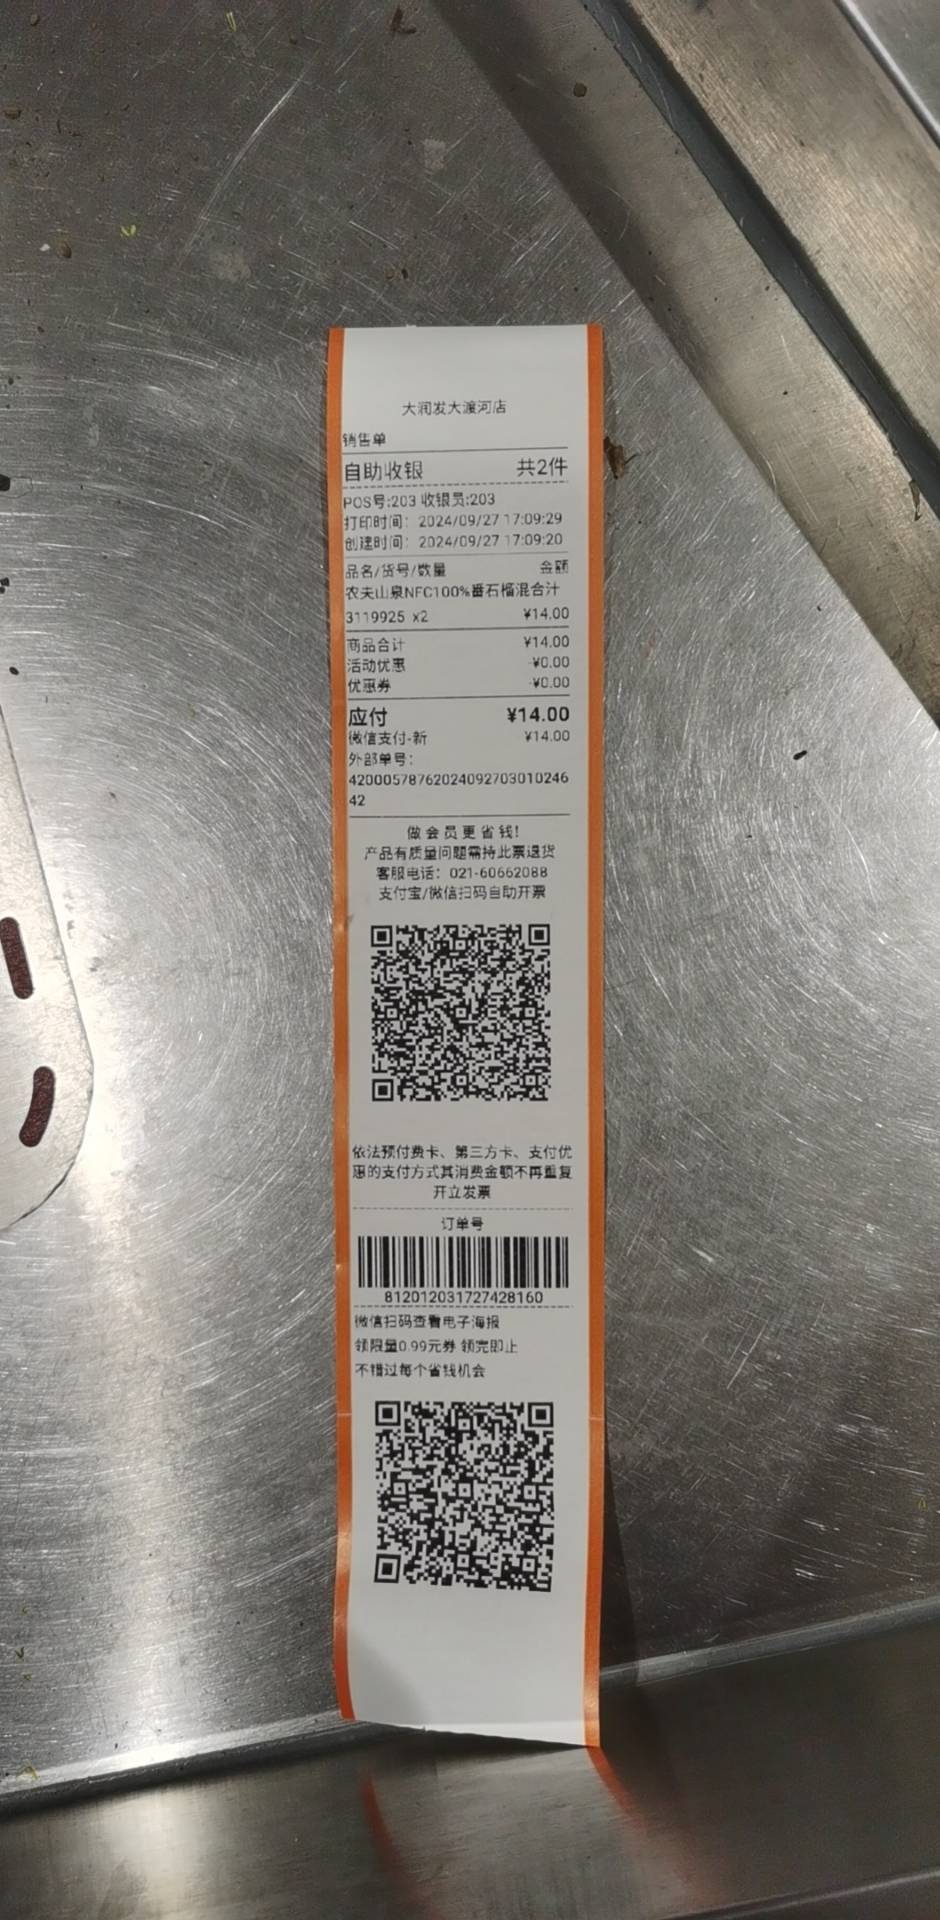 大润发大渡河店
销售单
自助收银 共2件
POS号:203 收银员:203
打印时间: 2024/09/27 17:09:29
创建时间: 2024/09/27 17:09:20
品名/货号/数量 金额
农夫山泉NFC100%番石榴混合汁
3119925 x2 ¥14.00
商品合计 ¥14.00
活动优惠 -¥0.00
优惠券 -¥0.00
应付 ¥14.00
微信支付-新 ¥14.00
外部单号:
42000578762024092703010246
42
做会员更省钱!
产品有质量问题需持此票退货
客服电话: 021-60662088
支付宝/微信扫码自助开票
依法预付费卡、第三方卡、支付优
惠的支付方式其消费金额不再重复
开立发票
订单号
812012031727428160
微信扫码查看电子海报
领限量0.99元券 领完即止
不错过每个省钱机会